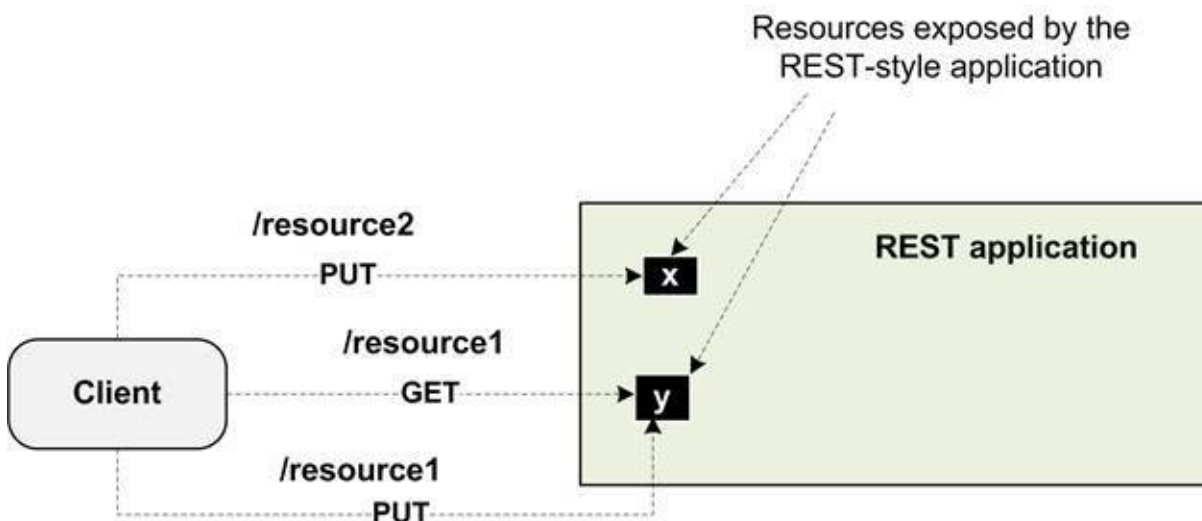 Resources exposed by the
REST-style application
/resource2
PUT
REST application
x
/resource1
GET
Client
y
/resource1
PUT